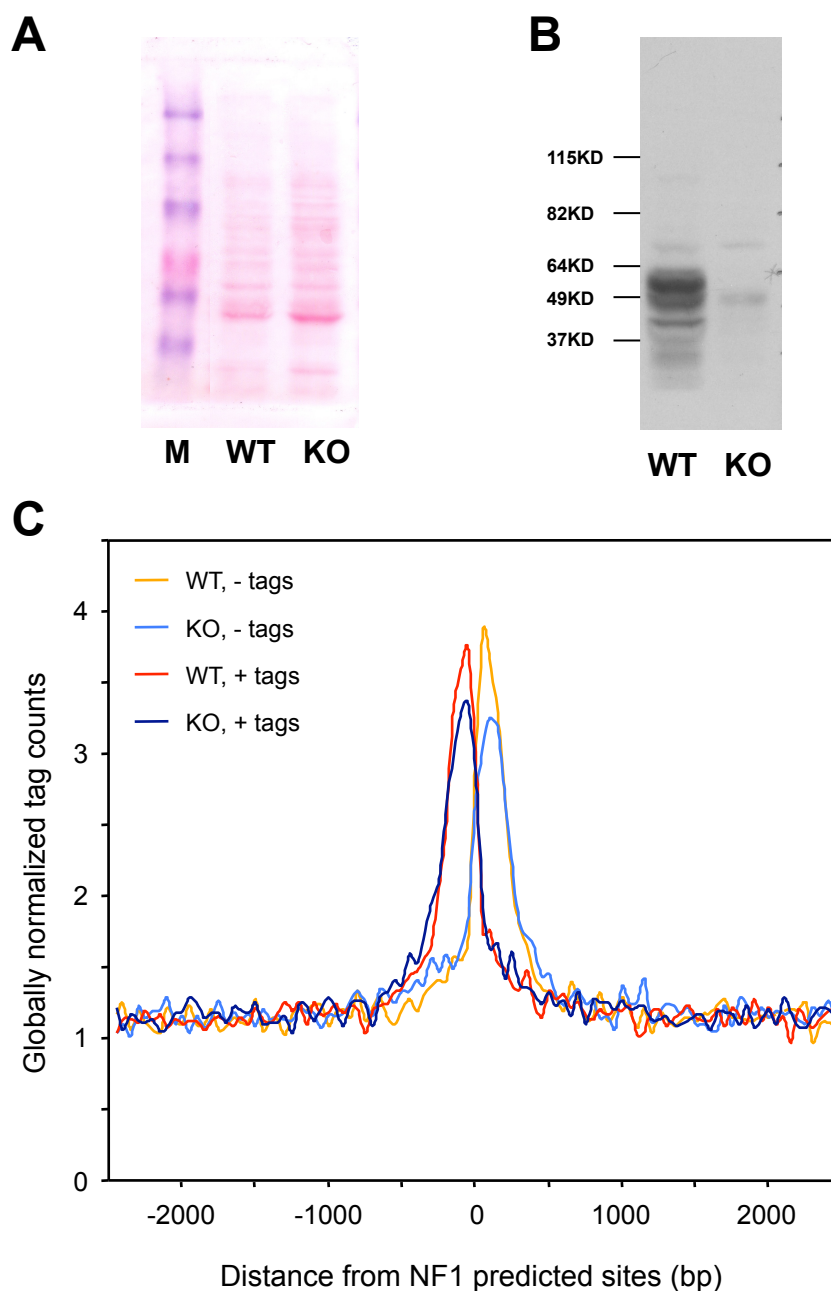 A
B
115KD
82KD
64KD
49KD
37KD
M WT KO
WT KO
C
WT, - tags
KO, - tags
WT, + tags
KO, + tags
Globally normalized tag counts
4
3
2
1
0
-2000 -1000 0 1000 2000
Distance from NF1 predicted sites (bp)